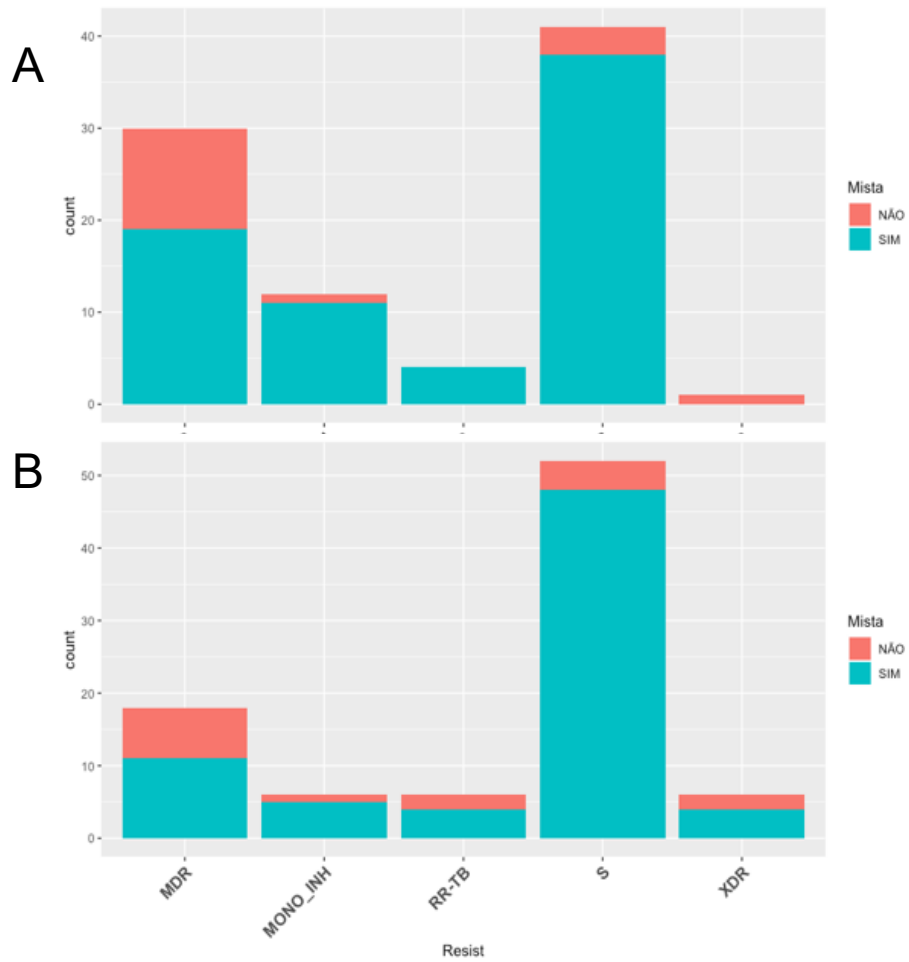 A
40
30
20
10
0
count
Mista
NÃO
SIM
B
50
40
30
20
10
0
count
Mista
NÃO
SIM
MDR
MONO_INH
RR-TB
S
XDR
Resist